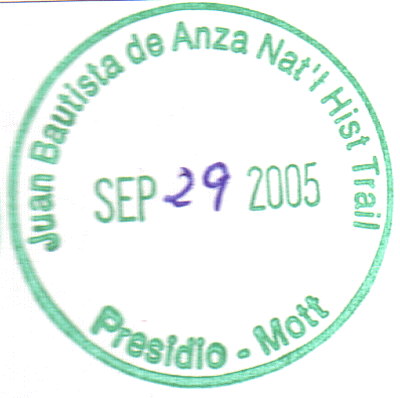 Juan Bautista de Anza Nat'l Hist Trail
SEP 29 2005
Presidio - Mott